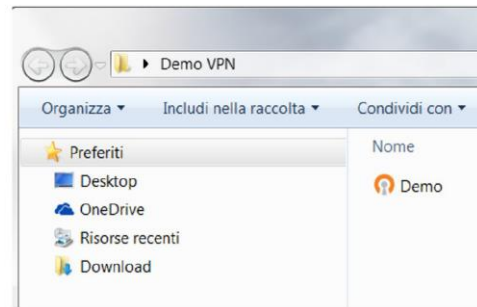 Demo VPN
Organizza Includi nella raccolta Condividi con
Preferiti
Desktop
OneDrive
Risorse recenti
Download
Nome
Demo